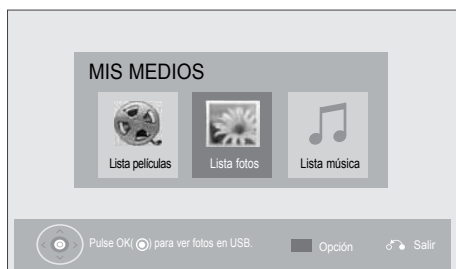 MIS MEDIOS
Lista películas
Lista fotos
Lista música
Pulse OK(◉) para ver fotos en USB.
Opción
Salir